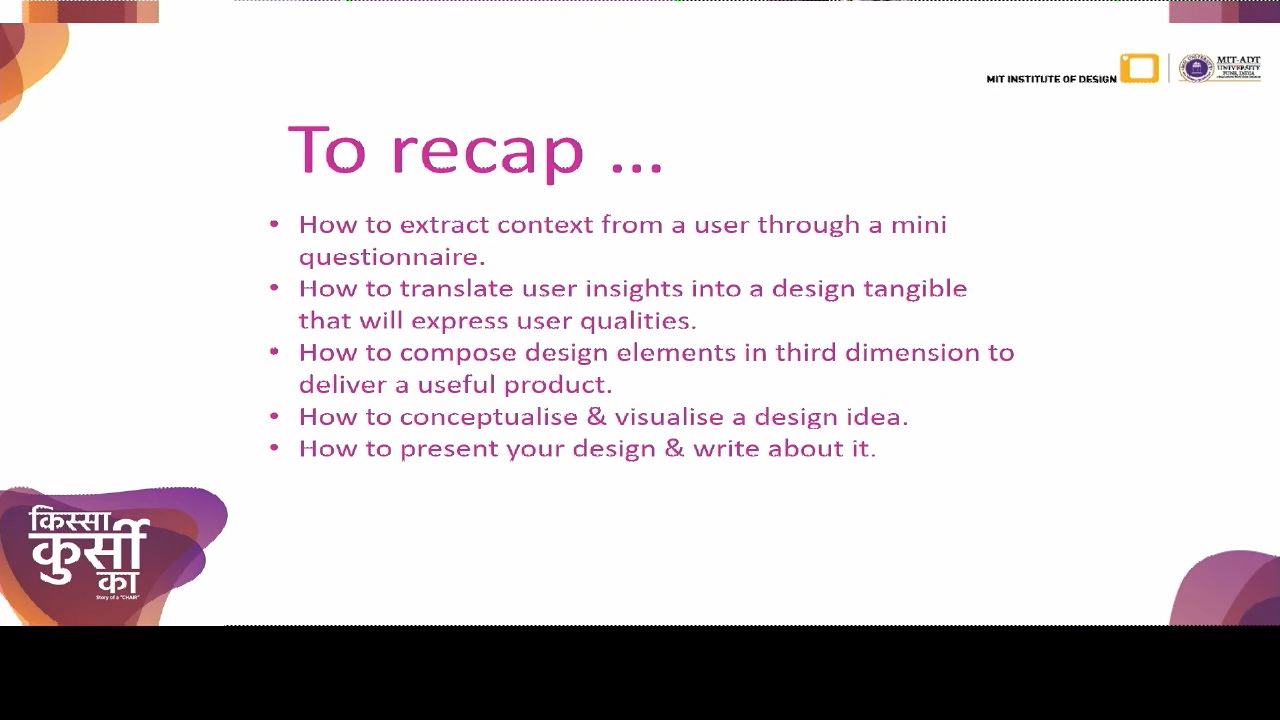 MIT INSTITUTE OF DESIGN
MIT-ADT
UNIVERSITY
PUNE, INDIA
To recap ...
• How to extract context from a user through a mini
questionnaire.
• How to translate user insights into a design tangible
that will express user qualities.
• How to compose design elements in third dimension to
deliver a useful product.
• How to conceptualise & visualise a design idea.
• How to present your design & write about it.
किस्सा
कुर्सी
का
Story of a "CHAIR"